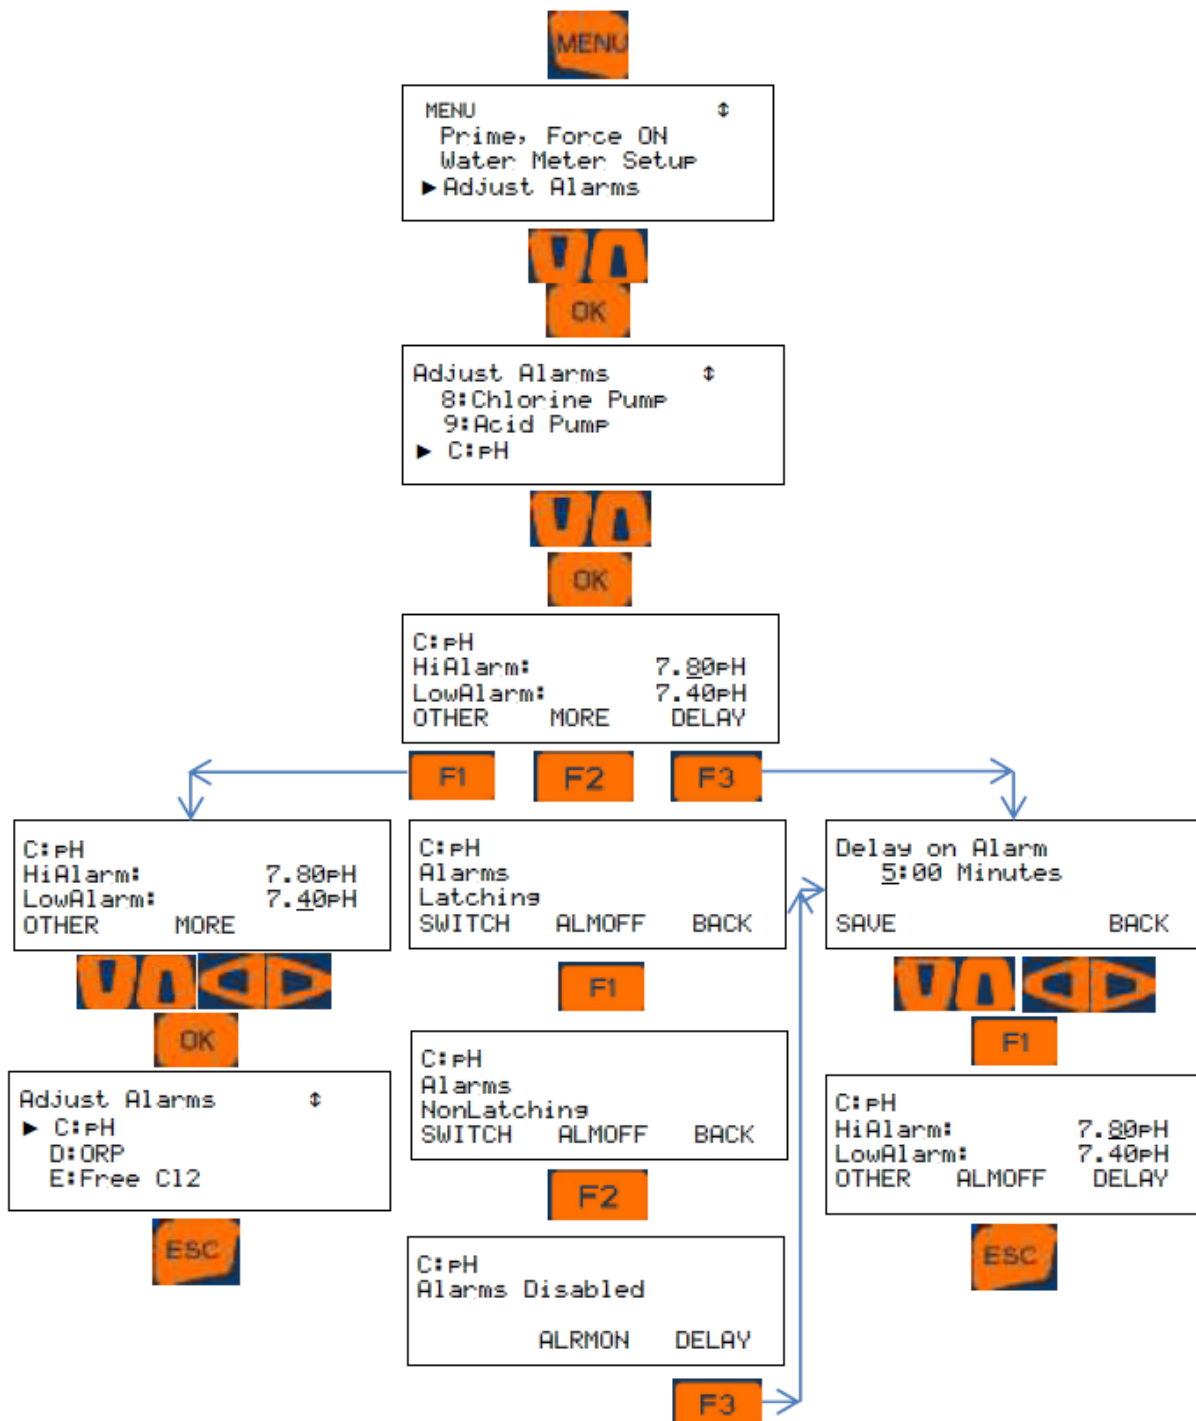 MENU
MENU ↕
Prime, Force ON
Water Meter Setup
►Adjust Alarms
OK
Adjust Alarms ↕
8:Chlorine Pump
9:Acid Pump
► C:pH
OK
C:pH
HiAlarm: 7.80pH
LowAlarm: 7.40pH
OTHER MORE DELAY
F1 F2 F3
C:pH
HiAlarm: 7.80pH
LowAlarm: 7.40pH
OTHER MORE
OK
Adjust Alarms ↕
► C:pH
D:ORP
E:Free Cl2
ESC
C:pH
Alarms
Latching
SWITCH ALMOFF BACK
F1
C:pH
Alarms
NonLatching
SWITCH ALMOFF BACK
F2
C:pH
Alarms Disabled
ALRMON DELAY
F3
Delay on Alarm
5:00 Minutes
SAVE BACK
F1
C:pH
HiAlarm: 7.80pH
LowAlarm: 7.40pH
OTHER ALMOFF DELAY
ESC